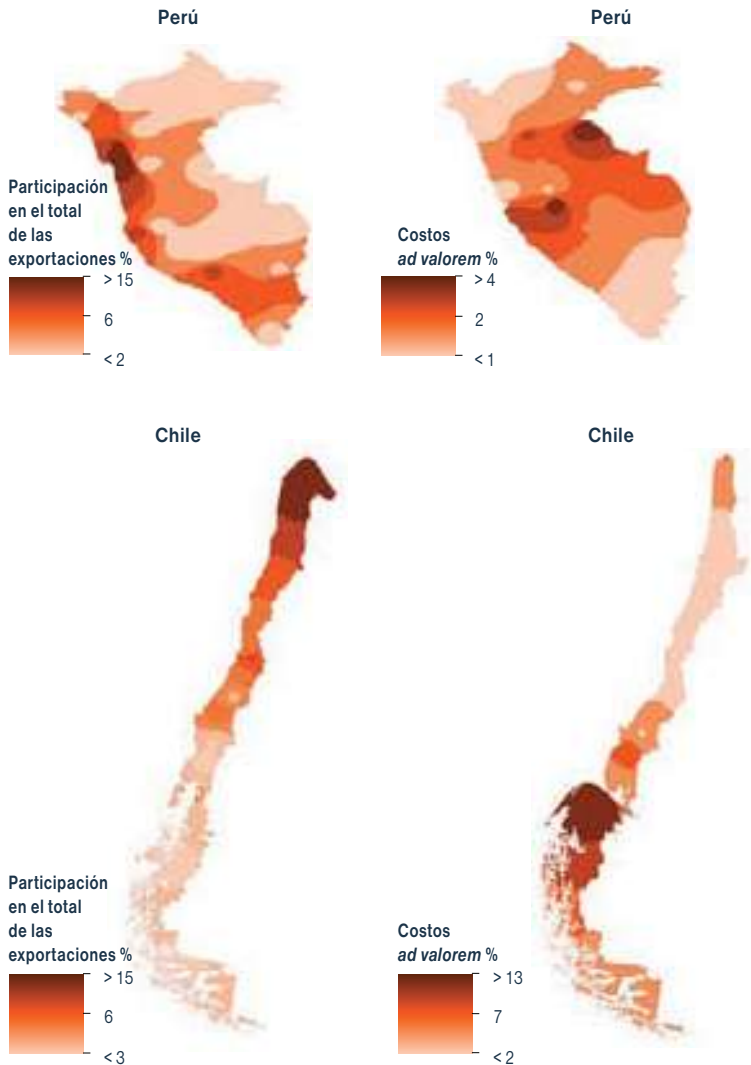 Perú
Participación
en el total
de las
exportaciones %
> 15
6
< 2
Perú
Costos
ad valorem %
> 4
2
< 1
Chile
Participación
en el total
de las
exportaciones %
> 15
6
< 3
Chile
Costos
ad valorem %
> 13
7
< 2